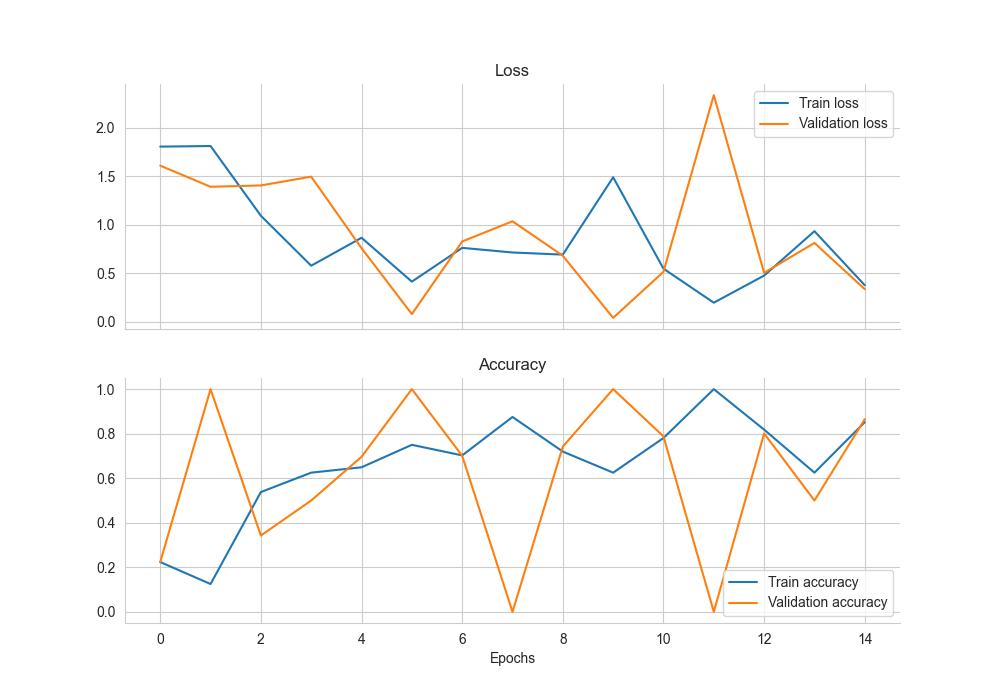 Loss
Train loss
Validation loss
2.0
1.5
1.0
0.5
0.0
Accuracy
1.0
0.8
0.6
0.4
0.2
0.0
Train accuracy
Validation accuracy
0 2 4 6 8 10 12 14
Epochs